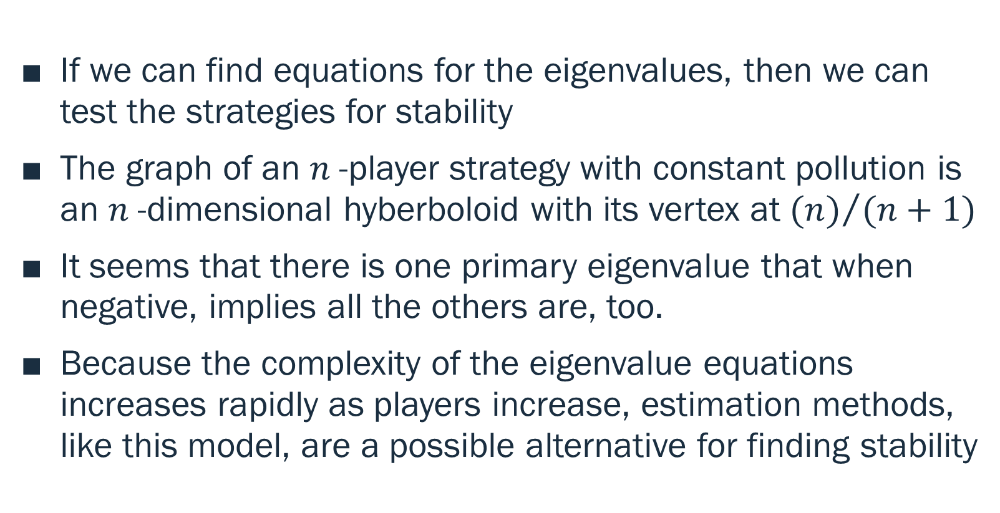 ■ If we can find equations for the eigenvalues, then we can
test the strategies for stability
■ The graph of an n -player strategy with constant pollution is
an n -dimensional hyberboloid with its vertex at (n)/(n + 1)
■ It seems that there is one primary eigenvalue that when
negative, implies all the others are, too.
■ Because the complexity of the eigenvalue equations
increases rapidly as players increase, estimation methods,
like this model, are a possible alternative for finding stability